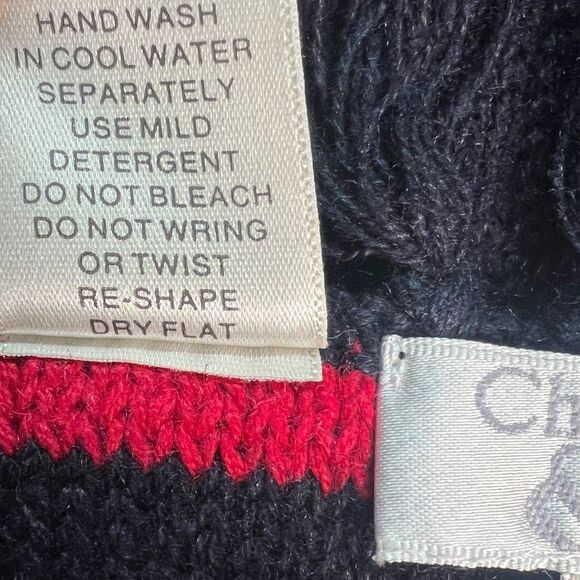 HAND WASH
IN COOL WATER
SEPARATELY
USE MILD
DETERGENT
DO NOT BLEACH
DO NOT WRING
OR TWIST
RE-SHAPE
DRY FLAT